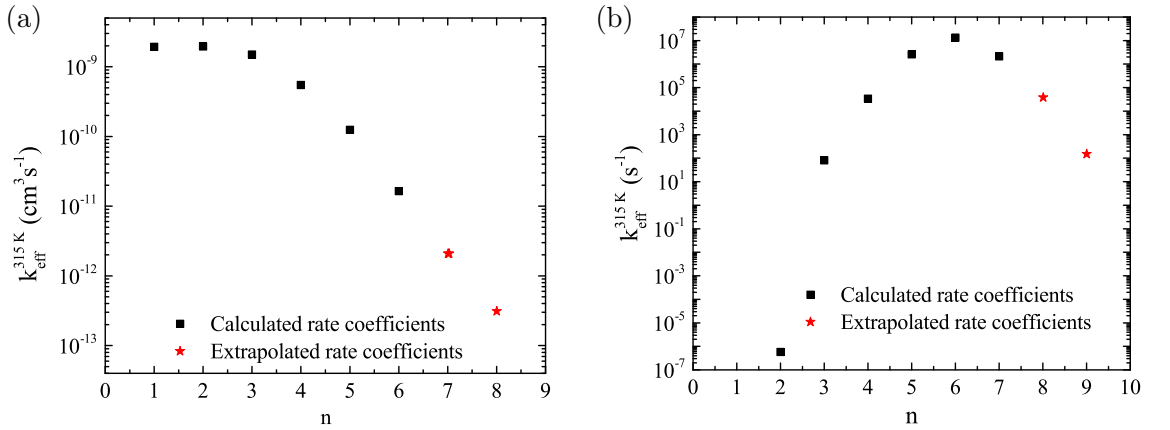 (a)
k_eff^315 K (cm^3 s^-1)
10^-9
10^-10
10^-11
10^-12
10^-13
Calculated rate coefficients
Extrapolated rate coefficients
0 1 2 3 4 5 6 7 8 9
n
(b)
k_eff^315 K (s^-1)
10^7
10^5
10^3
10^1
10^-1
10^-3
10^-5
10^-7
Calculated rate coefficients
Extrapolated rate coefficients
0 1 2 3 4 5 6 7 8 9 10
n